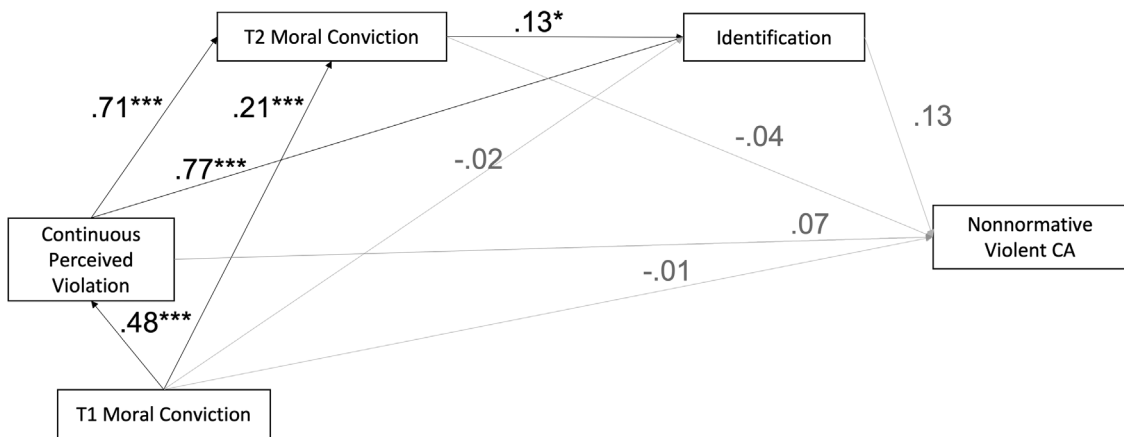 T2 Moral Conviction
.13*
Identification
.71***
.21***
.77***
-.02
-.04
.13
Continuous
Perceived
Violation
.07
Nonnormative
Violent CA
-.01
.48***
T1 Moral Conviction